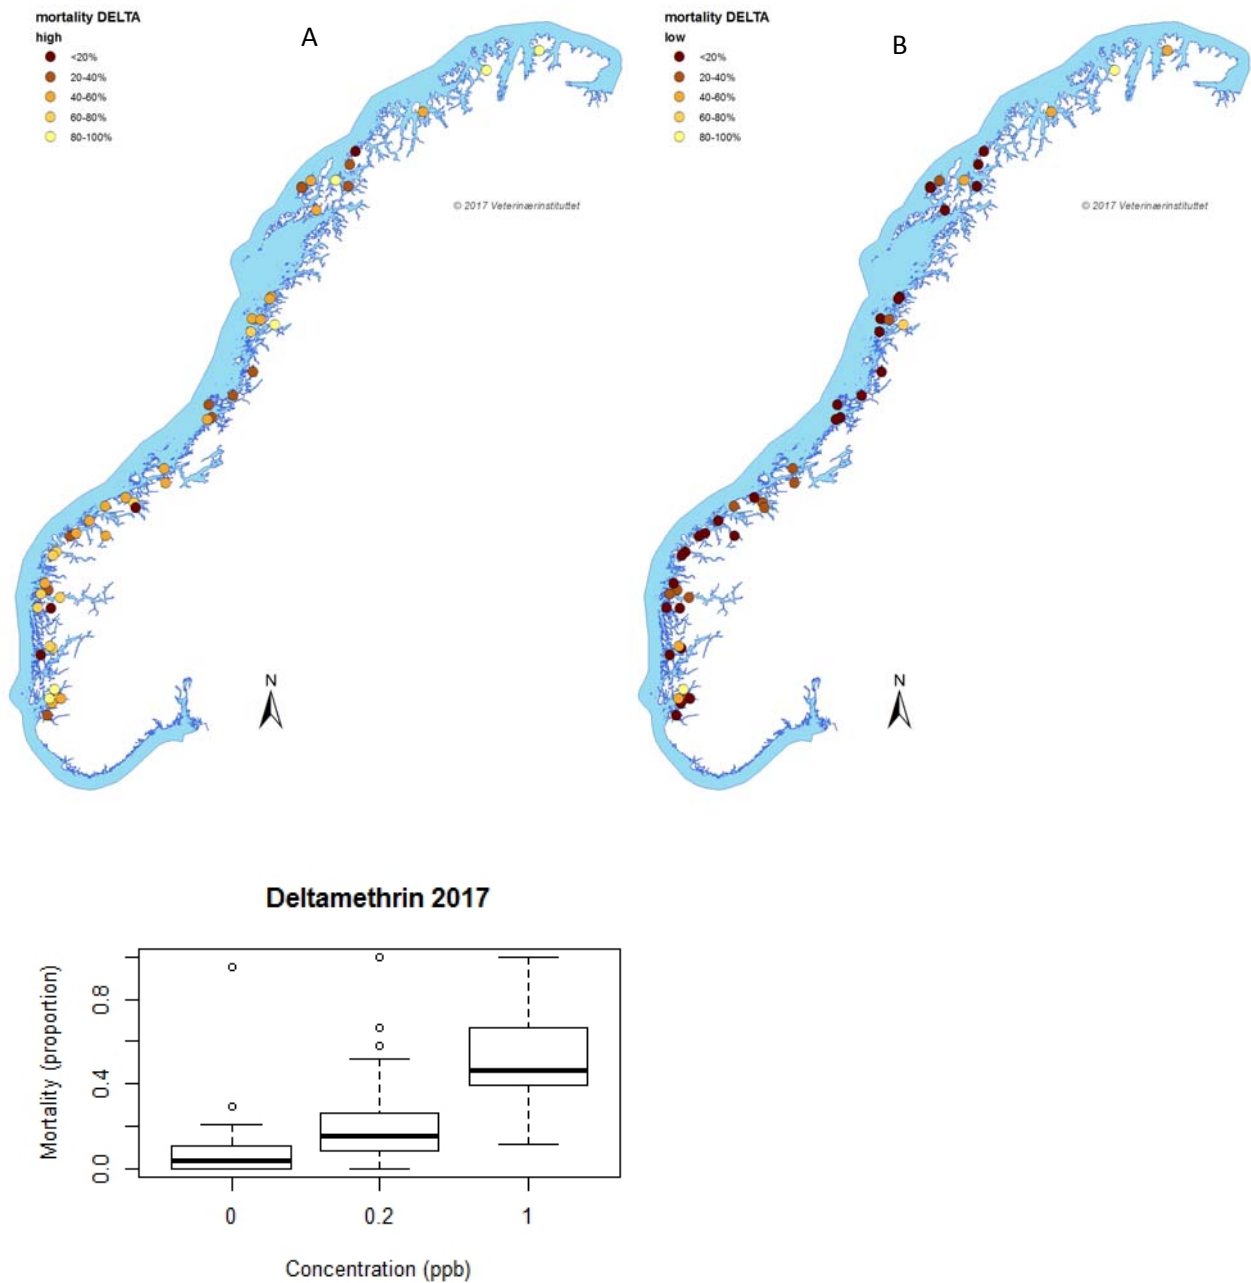 mortality DELTA
high
<20%
20-40%
40-60%
60-80%
80-100%
A
© 2017 Veterinærinstituttet
N
mortality DELTA
low
<20%
20-40%
40-60%
60-80%
80-100%
B
© 2017 Veterinærinstituttet
N
Deltamethrin 2017
Mortality (proportion)
0.8
0.4
0.0
0 0.2 1
Concentration (ppb)